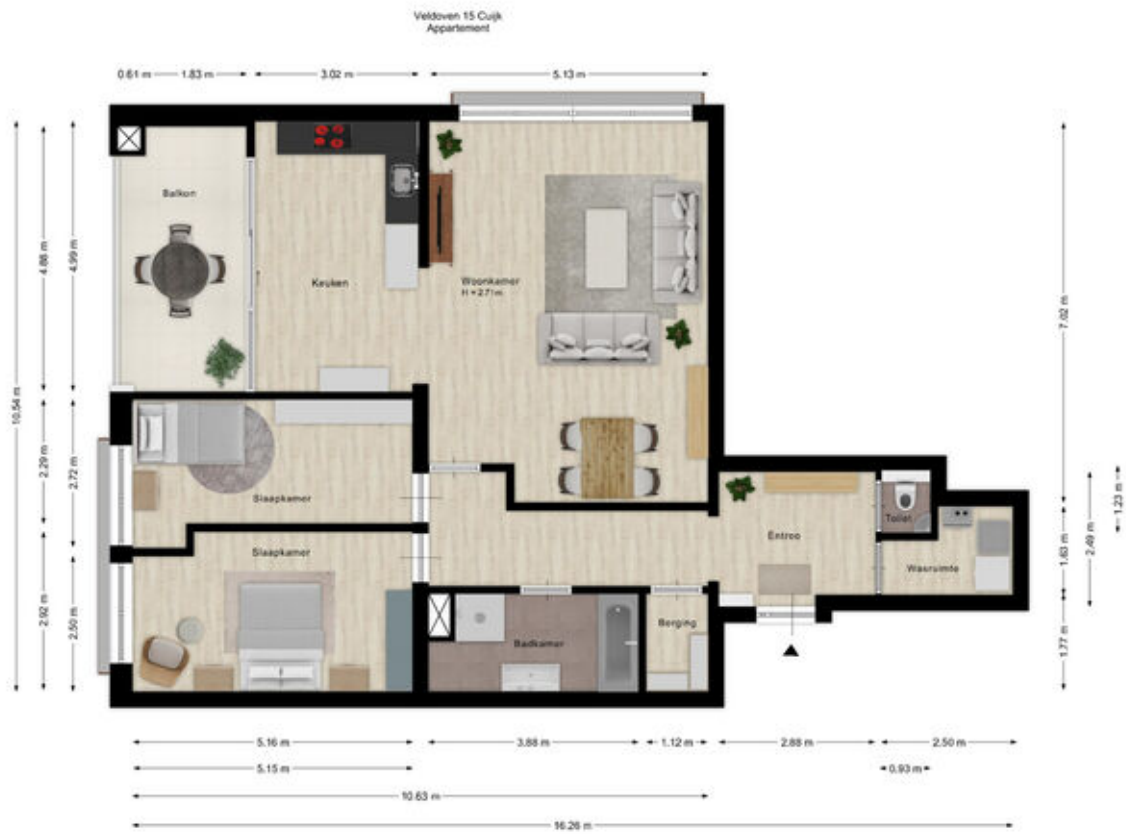 Veldoven 15 Cuijk
Appartement
0.61 m
1.83 m
3.02 m
5.13 m
10.54 m
4.88 m
4.99 m
2.29 m
2.72 m
2.92 m
2.50 m
Balkon
Keuken
Woonkamer
H = 2.71m
Slaapkamer
Slaapkamer
Badkamer
Berging
Entree
Toilet
Wasruimte
7.02 m
1.23 m
1.63 m
2.49 m
1.77 m
5.16 m
3.88 m
1.12 m
2.88 m
2.50 m
5.15 m
0.93 m
10.63 m
16.26 m